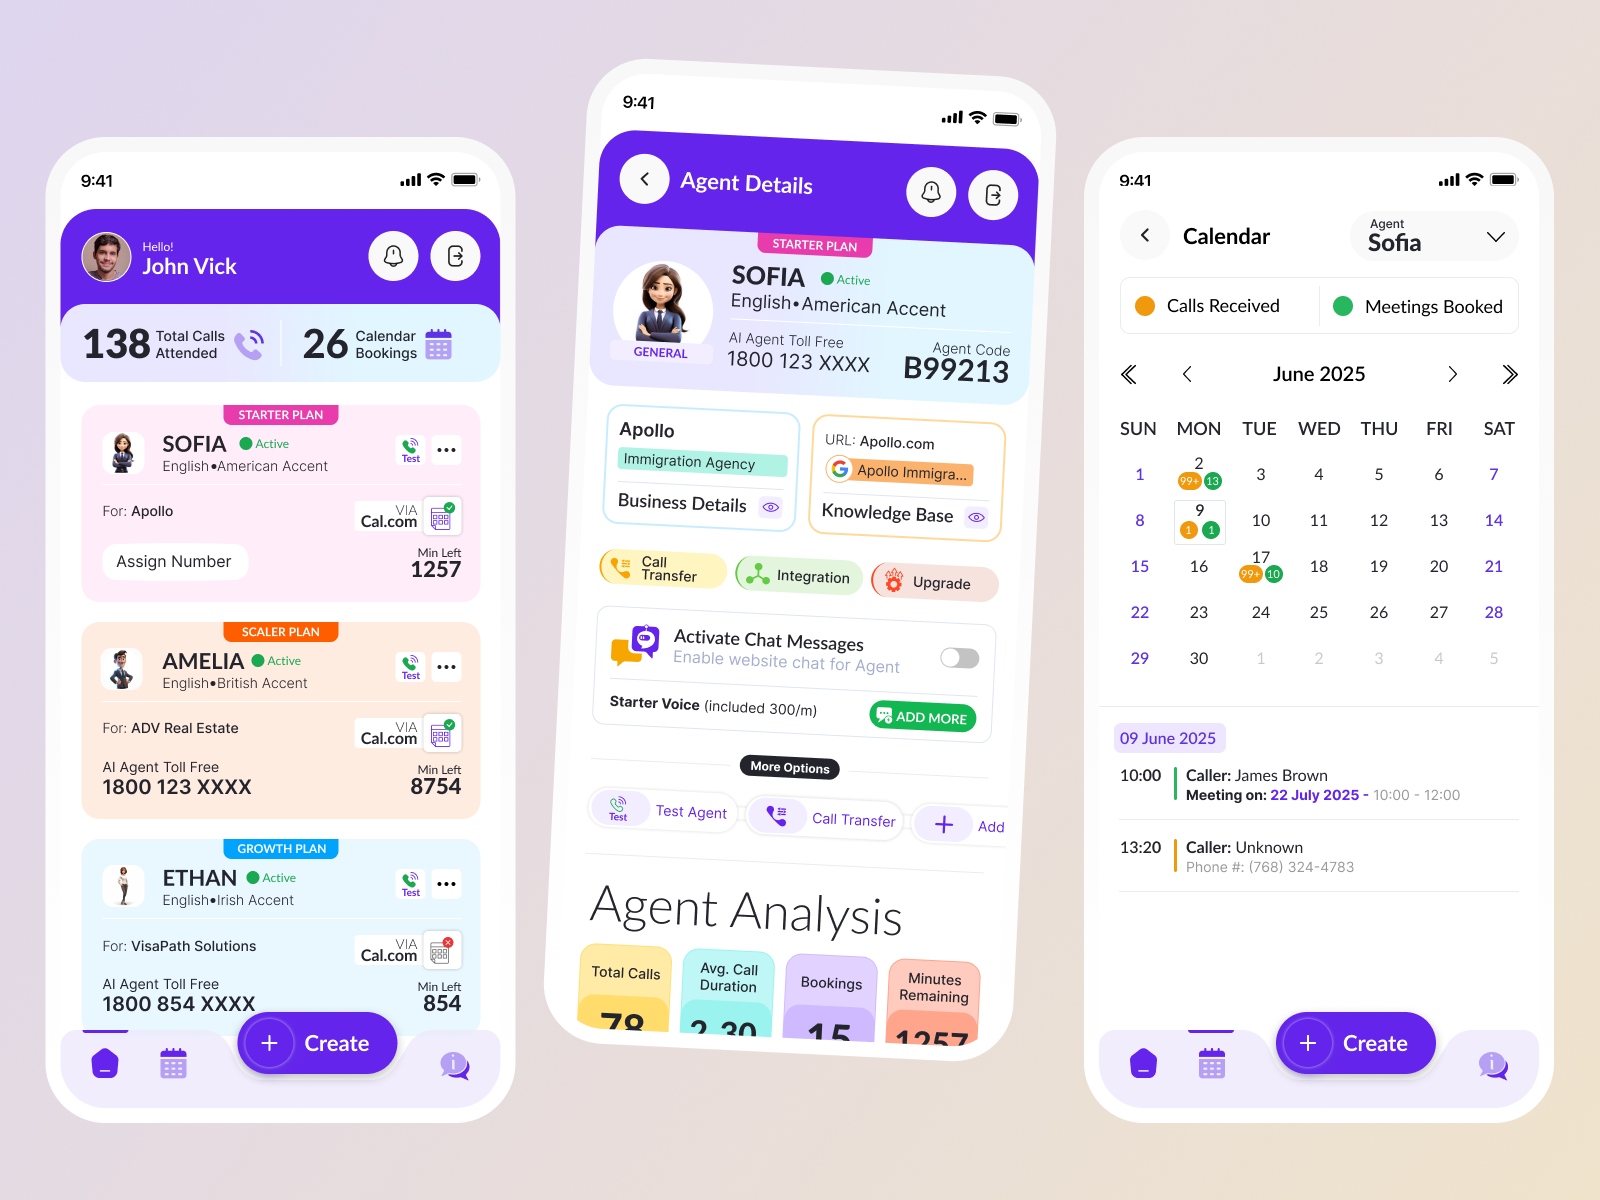 9:41
Hello!
John Vick
138 Total Calls Attended
26 Calendar Bookings
STARTER PLAN
SOFIA Active
English•American Accent
Test
For: Apollo
VIA
Cal.com
Assign Number
Min Left
1257
SCALER PLAN
AMELIA Active
English•British Accent
Test
For: ADV Real Estate
VIA
Cal.com
AI Agent Toll Free
1800 123 XXXX
Min Left
8754
GROWTH PLAN
ETHAN Active
English•Irish Accent
Test
For: VisaPath Solutions
VIA
Cal.com
AI Agent Toll Free
1800 854 XXXX
Min Left
854
+ Create
9:41
Agent Details
STARTER PLAN
SOFIA Active
English•American Accent
GENERAL
AI Agent Toll Free
1800 123 XXXX
Agent Code
B99213
Apollo
Immigration Agency
Business Details
URL: Apollo.com
G Apollo Immigra...
Knowledge Base
Call
Transfer
Integration
Upgrade
Activate Chat Messages
Enable website chat for Agent
Starter Voice (included 300/m)
ADD MORE
More Options
Test
Test Agent
Call Transfer
+ Add
Agent Analysis
Total Calls
78
Avg. Call
Duration
2.30
Bookings
15
Minutes
Remaining
1257
9:41
Calendar
Agent
Sofia
Calls Received
Meetings Booked
June 2025
SUN MON TUE WED THU FRI SAT
1 2 3 4 5 6 7
99+ 13
8 9 10 11 12 13 14
1 1
15 16 17 18 19 20 21
99+ 10
22 23 24 25 26 27 28
29 30 1 2 3 4 5
09 June 2025
10:00 Caller: James Brown
Meeting on: 22 July 2025 - 10:00 - 12:00
13:20 Caller: Unknown
Phone #: (768) 324-4783
+ Create